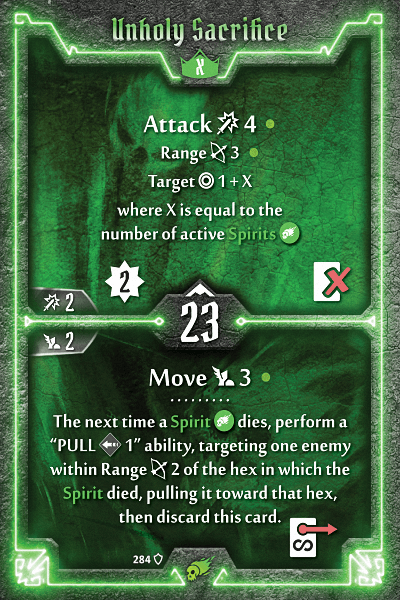 Unholy Sacrifice
X
Attack 4
Range 3
Target 1 + X
where X is equal to the
number of active Spirits
2
2
23
2
Move 3
The next time a Spirit dies, perform a
“PULL 1” ability, targeting one enemy
within Range 2 of the hex in which the
Spirit died, pulling it toward that hex,
then discard this card.
284